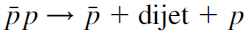 p̄p → p̄ + dijet + p